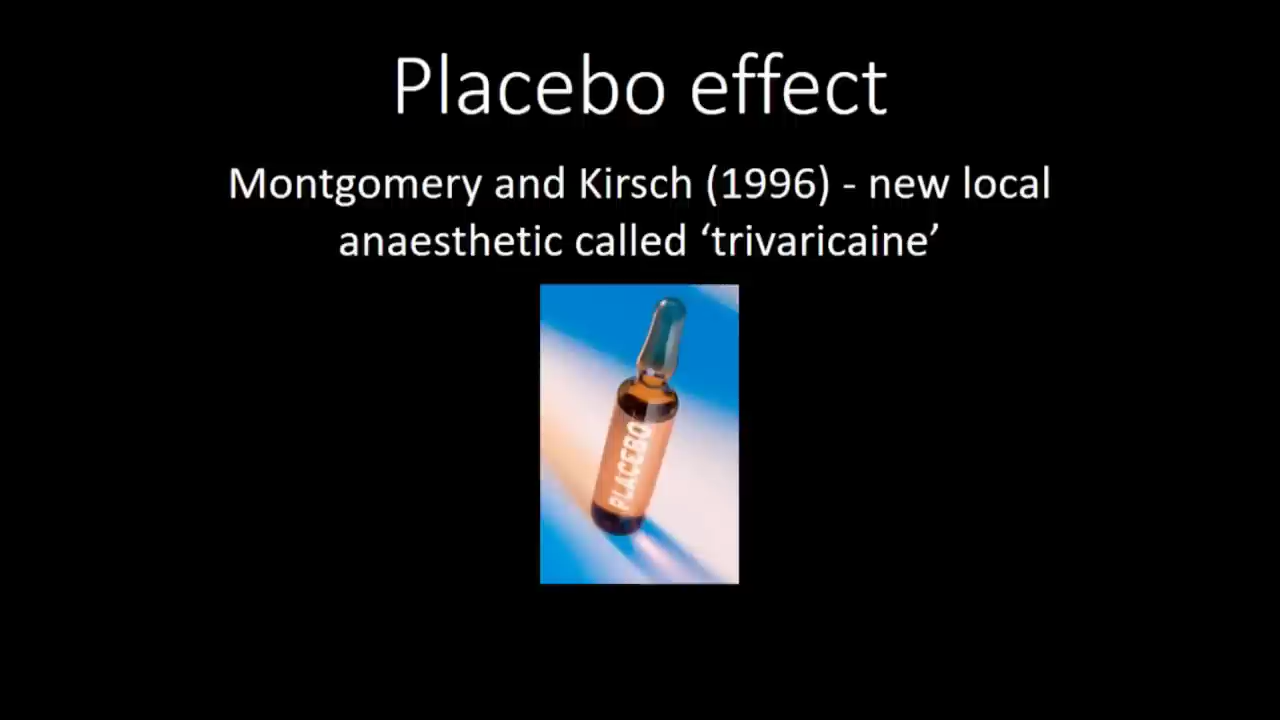 Placebo effect
Montgomery and Kirsch (1996) - new local
anaesthetic called ‘trivaricaine’
PLACEBO